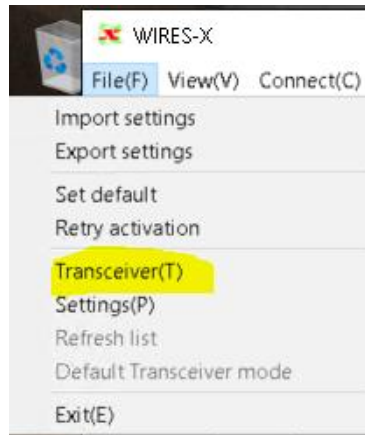 WIRES-X
File(F) View(V) Connect(C)
Import settings
Export settings
Set default
Retry activation
Transceiver(T)
Settings(P)
Refresh list
Default Transceiver mode
Exit(E)